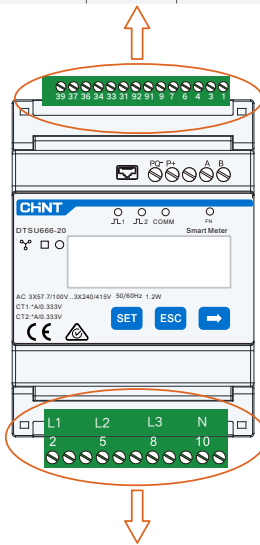 39 37 36 34 33 31 92 91 9 7 6 4 3 1
PO- P+ A B
CHNT
1 2 COMM FN
DTSU666-20 Smart Meter
AC 3X57.7/100V...3X240/415V 50/60Hz 1.2W
CT1:*A/0.333V
CT2:*A/0.333V
SET ESC
CE
L1 L2 L3 N
2 5 8 10